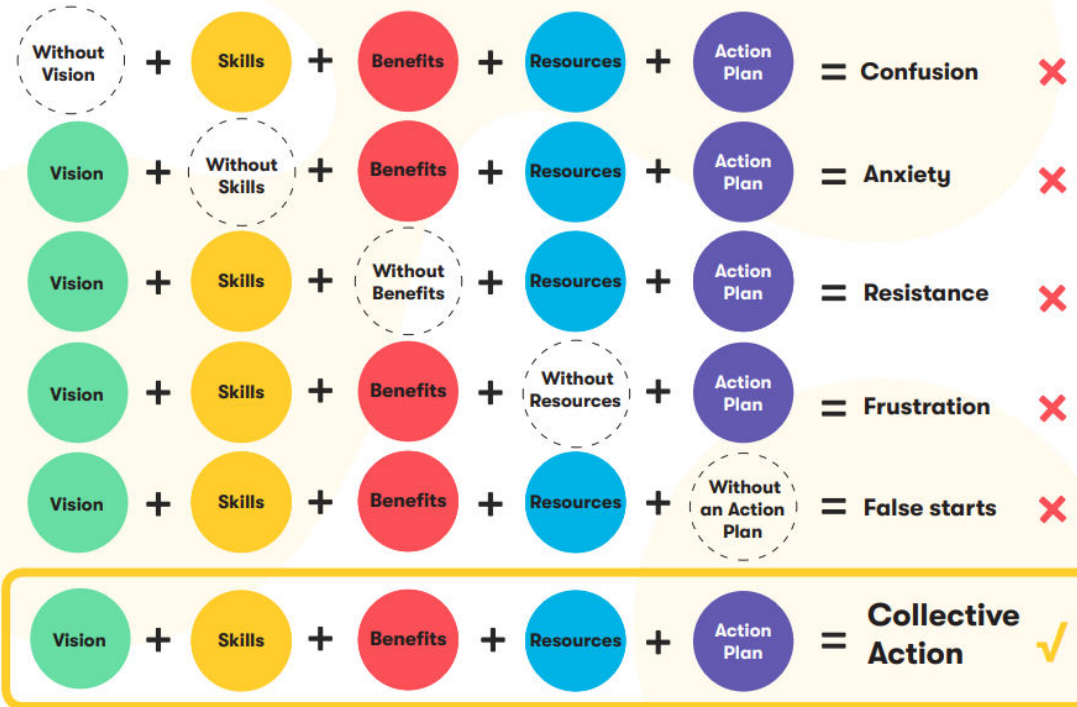 Without Vision + Skills + Benefits + Resources + Action Plan = Confusion ×
Vision + Without Skills + Benefits + Resources + Action Plan = Anxiety ×
Vision + Skills + Without Benefits + Resources + Action Plan = Resistance ×
Vision + Skills + Benefits + Without Resources + Action Plan = Frustration ×
Vision + Skills + Benefits + Resources + Without an Action Plan = False starts ×
Vision + Skills + Benefits + Resources + Action Plan = Collective Action √